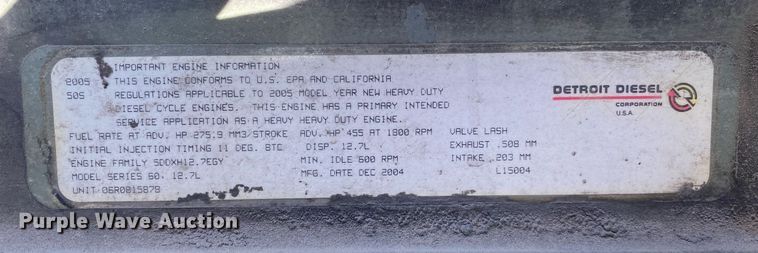 IMPORTANT ENGINE INFORMATION
2005 THIS ENGINE CONFORMS TO U.S. EPA AND CALIFORNIA
50S REGULATIONS APPLICABLE TO 2005 MODEL YEAR NEW HEAVY DUTY
DIESEL CYCLE ENGINES. THIS ENGINE HAS A PRIMARY INTENDED
SERVICE APPLICATION AS A HEAVY HEAVY DUTY ENGINE.
FUEL RATE AT ADV. HP 275.9 MM3/STROKE ADV. HP 455 AT 1800 RPM VALVE LASH
INITIAL INJECTION TIMING 11 DEG. BTC DISP. 12.7L EXHAUST .508 MM
ENGINE FAMILY 5DDXH12.7EGY MIN. IDLE 600 RPM INTAKE .203 MM
MODEL SERIES 60, 12.7L MFG. DATE DEC 2004 L15004
UNIT 06R0815878
DETROIT DIESEL
CORPORATION
U.S.A.
Purple Wave Auction